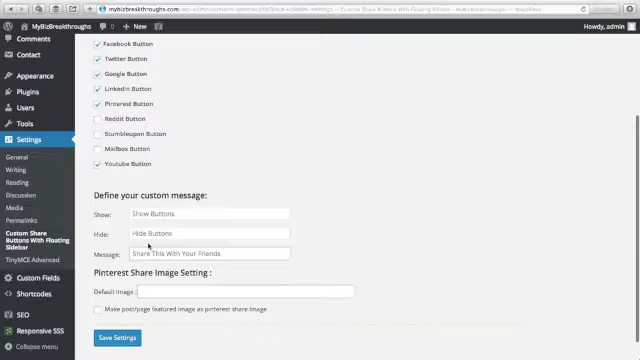 mybizbreakthroughs.com
MyBizBreakthroughs
0
New
Howdy, admin
Comments
Contact
Appearance
Plugins
Users
Tools
Settings
General
Writing
Reading
Discussion
Media
Permalinks
Custom Share
Buttons With Floating
Sidebar
TinyMCE Advanced
Custom Fields
Shortcodes
SEO
Responsive SSS
Collapse menu
Facebook Button
Twitter Button
Google Button
Linkedin Button
Pinterest Button
Reddit Button
Stumbleupon Button
Mailbox Button
Youtube Button
Define your custom message:
Show: Show Buttons
Hide: Hide Buttons
Message: Share This With Your Friends
Pinterest Share Image Setting :
Default Image :
Make post/page featured image as pinterest share image
Save Settings